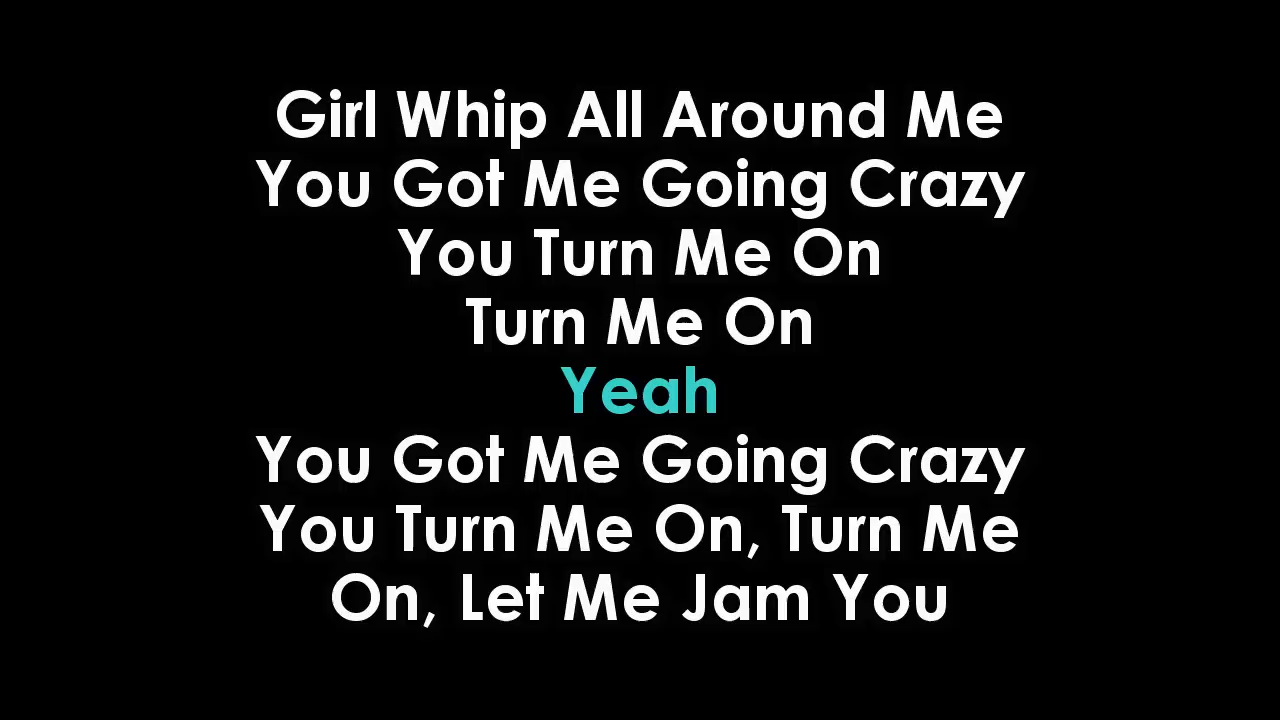 Girl Whip All Around Me
You Got Me Going Crazy
You Turn Me On
Turn Me On
Yeah
You Got Me Going Crazy
You Turn Me On, Turn Me
On, Let Me Jam You